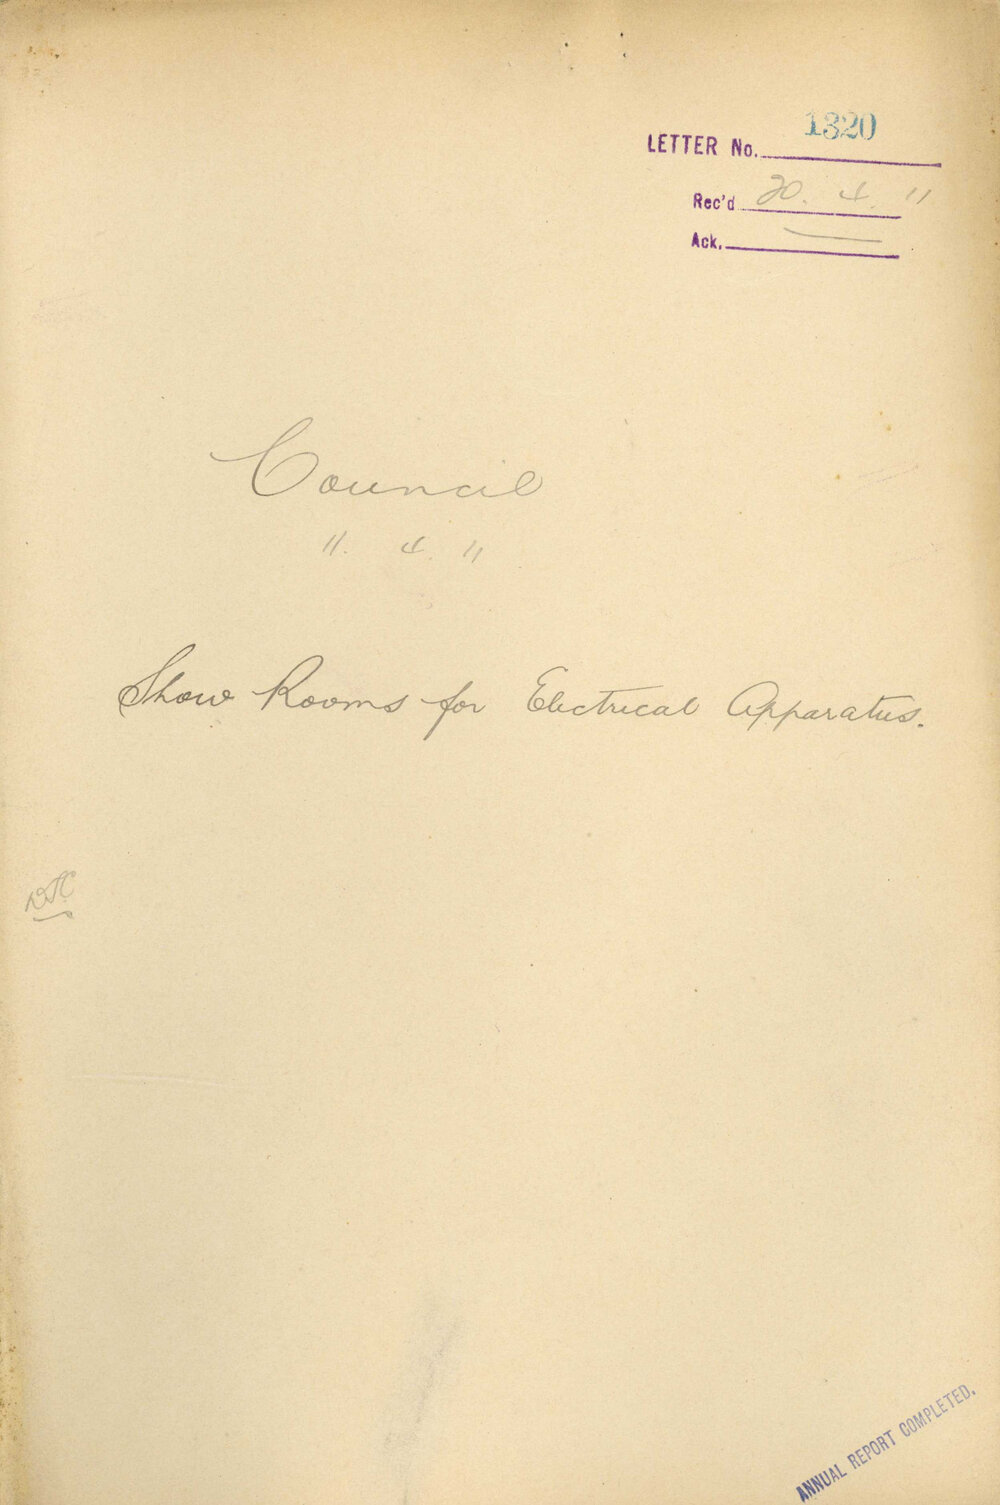 LETTER No. 1320
Rec'd 20. 4. 11
Ack.
Council
11. 4. 11
Show Rooms for Electrical Apparatus.
ANNUAL REPORT COMPLETED.